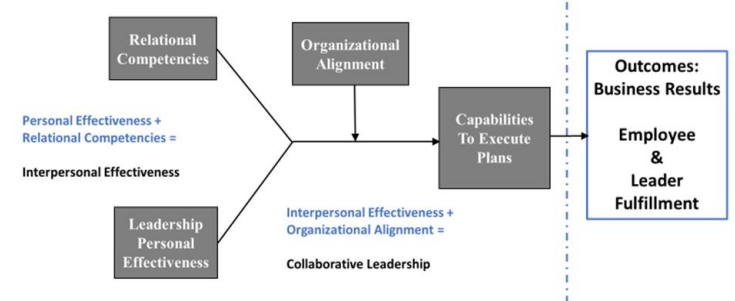 Relational
Competencies
Organizational
Alignment
Outcomes:
Business Results
Employee
&
Leader
Fulfillment
Personal Effectiveness +
Relational Competencies =
Interpersonal Effectiveness
Capabilities
To Execute
Plans
Leadership
Personal
Effectiveness
Interpersonal Effectiveness +
Organizational Alignment =
Collaborative Leadership